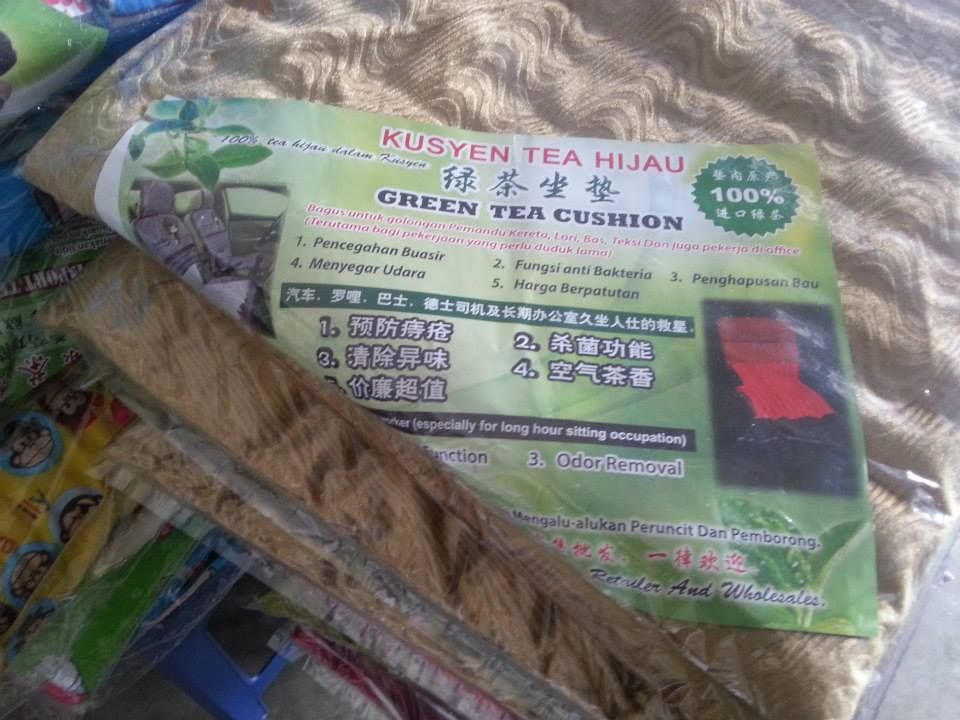 100% tea hijau dalam Kusyen
KUSYEN TEA HIJAU
绿茶坐垫
GREEN TEA CUSHION
垫内原产
100%
进口绿茶
Bagus untuk golongan Pemandu Kereta, Lori, Bas, Teksi Dan juga pekerja di office
(Terutama bagi pekerjaan yang perlu duduk lama)
1. Pencegahan Buasir
2. Fungsi anti Bakteria
3. Penghapusan Bau
4. Menyegar Udara
5. Harga Berpatutan
汽车. 罗哩. 巴士. 德士司机及长期办公室久坐人仕的救星.
1. 预防痔疮
2. 杀菌功能
3. 清除异味
4. 空气茶香
价廉超值
(especially for long hour sitting occupation)
Function
3. Odor Removal
Mengalu-alukan Peruncit Dan Pemborong.
批发. 一律欢迎
Retailer And Wholesales.